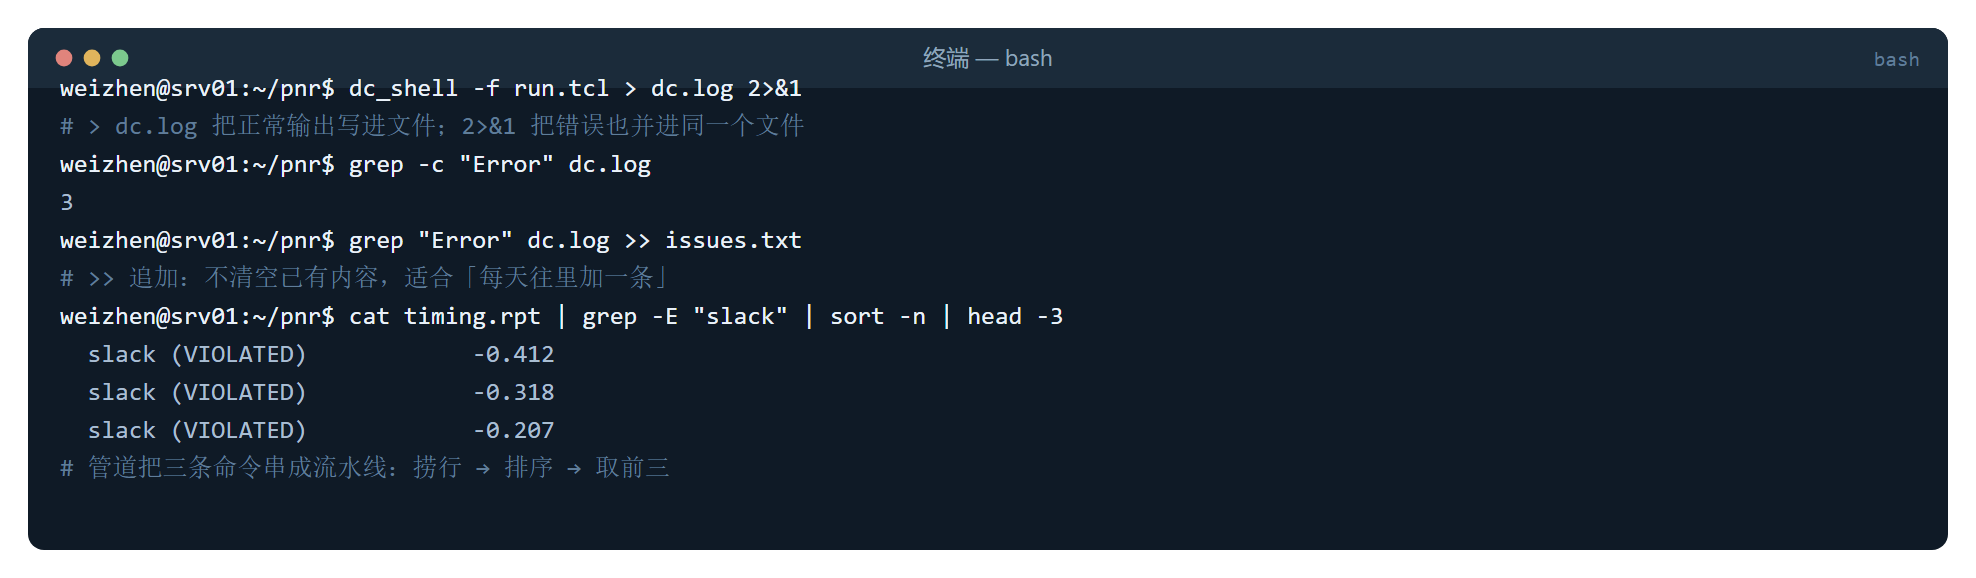 终端 — bash
bash
weizhen@srv01:~/pnr$ dc_shell -f run.tcl > dc.log 2>&1
# > dc.log 把正常输出写进文件；2>&1 把错误也并进同一个文件
weizhen@srv01:~/pnr$ grep -c "Error" dc.log
3
weizhen@srv01:~/pnr$ grep "Error" dc.log >> issues.txt
# >> 追加：不清空已有内容，适合「每天往里加一条」
weizhen@srv01:~/pnr$ cat timing.rpt | grep -E "slack" | sort -n | head -3
  slack (VIOLATED)            -0.412
  slack (VIOLATED)            -0.318
  slack (VIOLATED)            -0.207
# 管道把三条命令串成流水线：捞行 → 排序 → 取前三